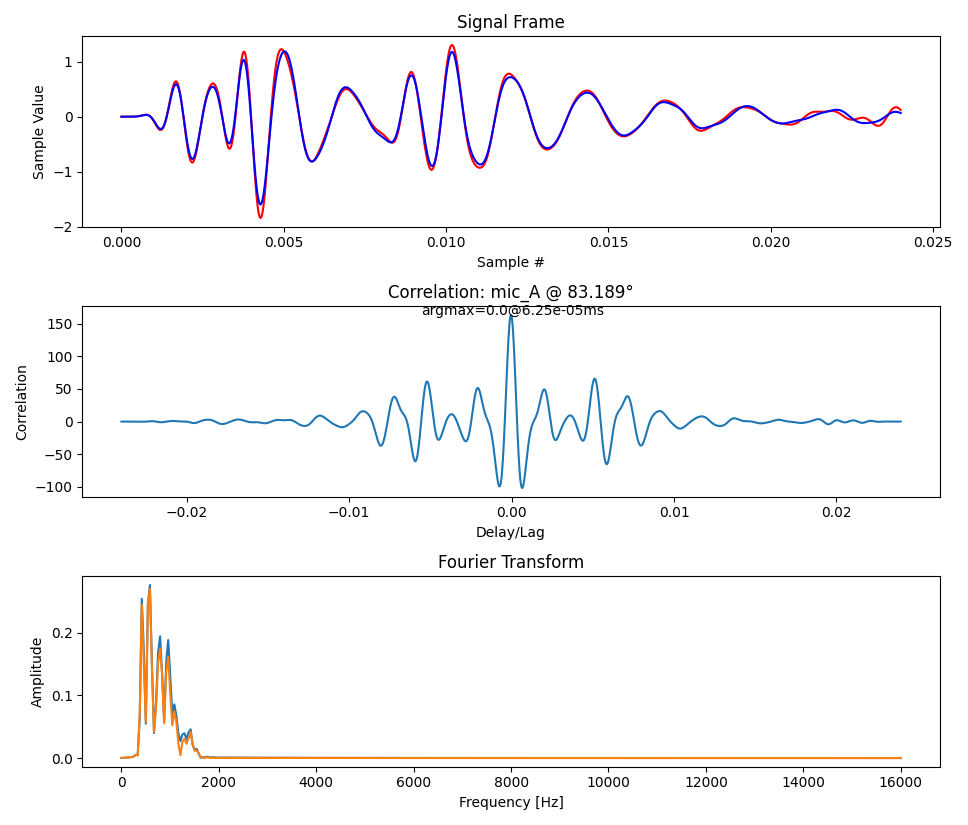 Signal Frame
1
0
−1
−2
Sample Value
0.000 0.005 0.010 0.015 0.020 0.025
Sample #
Correlation: mic_A @ 83.189°
argmax=0.0@6.25e-05ms
150
100
50
0
−50
−100
Correlation
−0.02 −0.01 0.00 0.01 0.02
Delay/Lag
Fourier Transform
0.2
0.1
0.0
Amplitude
0 2000 4000 6000 8000 10000 12000 14000 16000
Frequency [Hz]